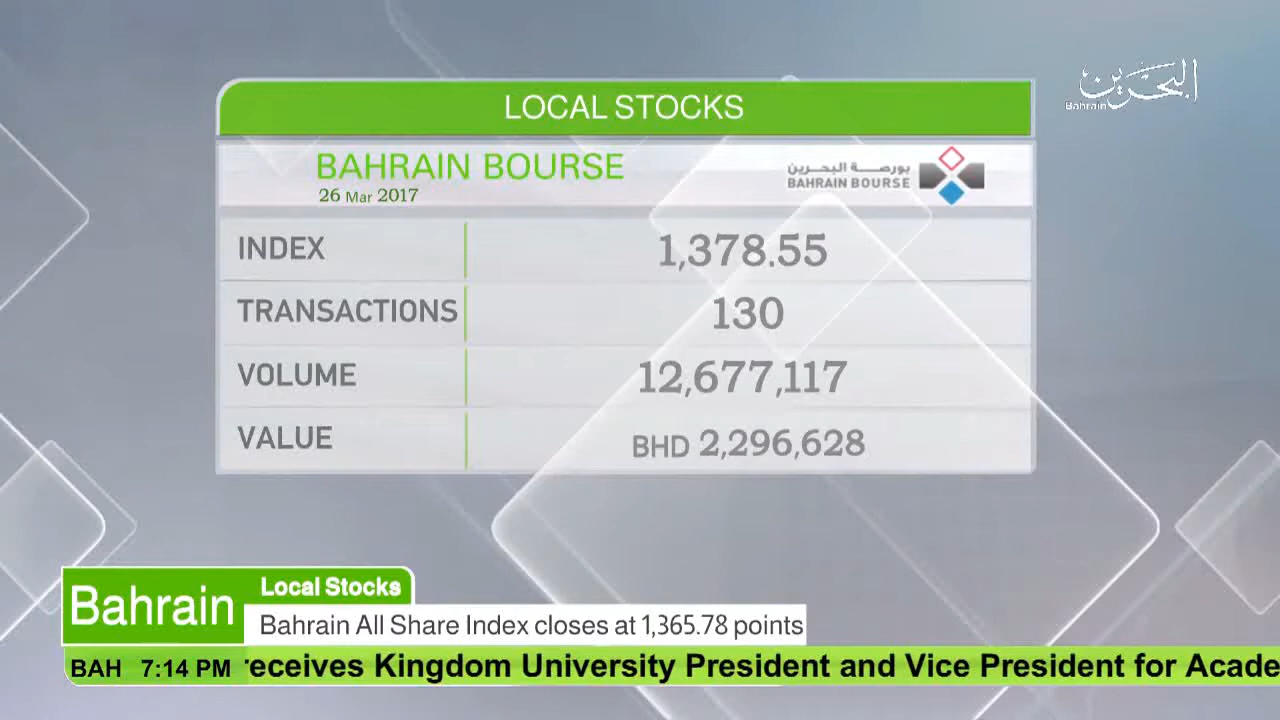 البحرين
Bahrain
LOCAL STOCKS
BAHRAIN BOURSE
26 Mar 2017
بورصة البحرين
BAHRAIN BOURSE
INDEX 1,378.55
TRANSACTIONS 130
VOLUME 12,677,117
VALUE BHD 2,296,628
Bahrain
Local Stocks
Bahrain All Share Index closes at 1,365.78 points
BAH 7:14 PM eceives Kingdom University President and Vice President for Acade